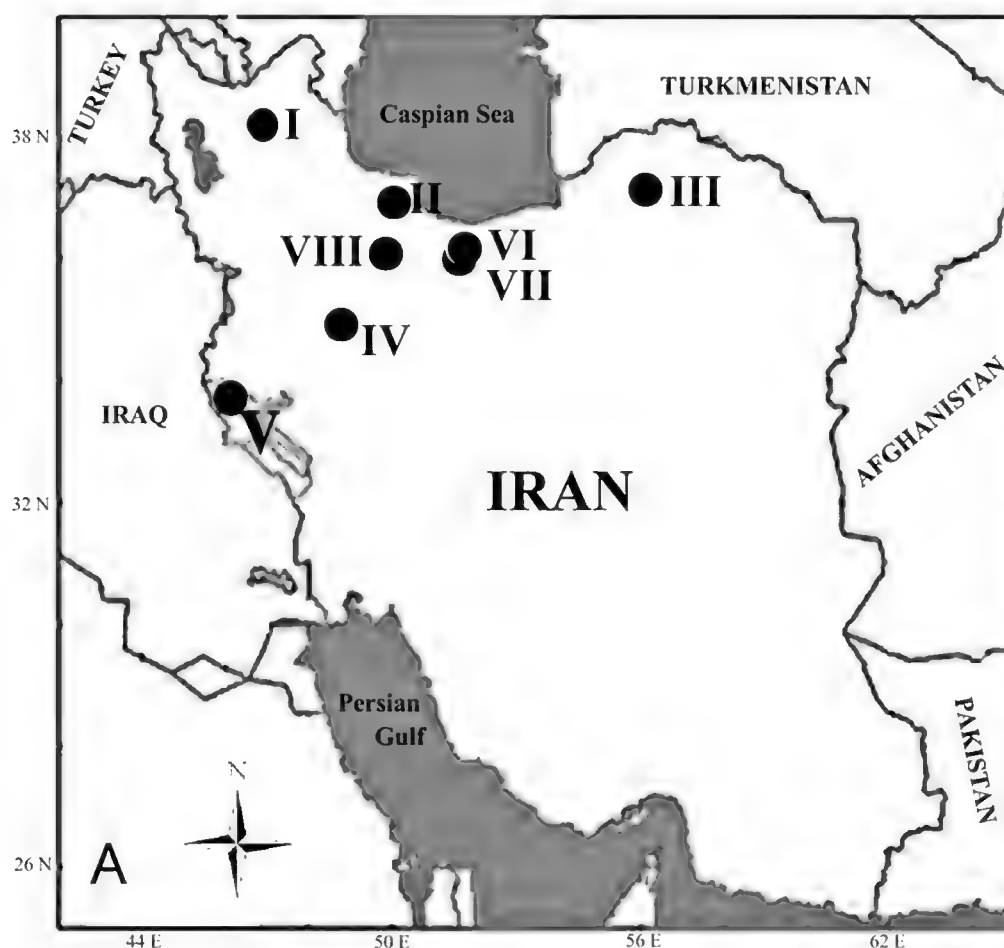 TURKEY
TURKMENISTAN
Caspian Sea
38 N
I
II
III
VIII
VI
VII
IV
IRAQ
V
AFGHANISTAN
IRAN
32 N
Persian
Gulf
PAKISTAN
N
A
26 N
44 E
50 E
56 E
62 E